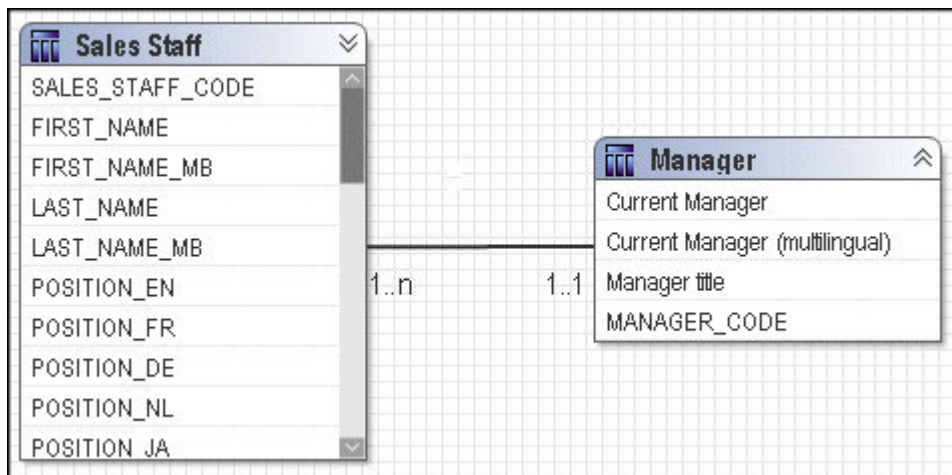 Sales Staff
SALES_STAFF_CODE
FIRST_NAME
FIRST_NAME_MB
LAST_NAME
LAST_NAME_MB
POSITION_EN
POSITION_FR
POSITION_DE
POSITION_NL
POSITION_JA
1..n
1..1
Manager
Current Manager
Current Manager (multilingual)
Manager title
MANAGER_CODE